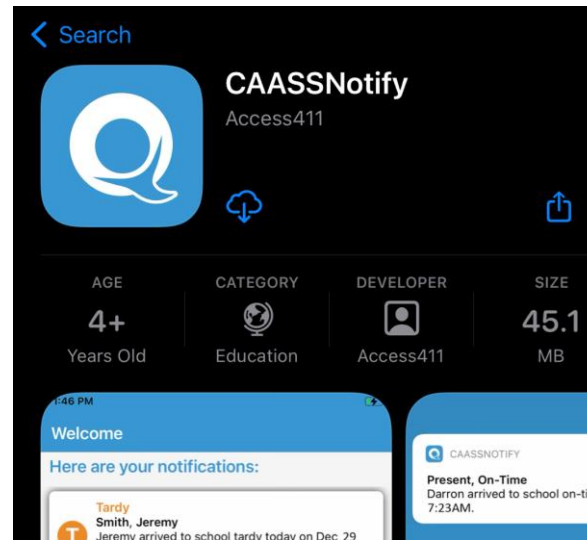 Search
CAASSNotify
Access411
AGE
4+
Years Old
CATEGORY
Education
DEVELOPER
Access411
SIZE
45.1
MB
1:46 PM
Welcome
Here are your notifications:
Tardy
T
Smith, Jeremy
Jeremy arrived to school tardy today on Dec 29
CAASSNOTIFY
Present, On-Time
Darron arrived to school on-ti
7:23AM.